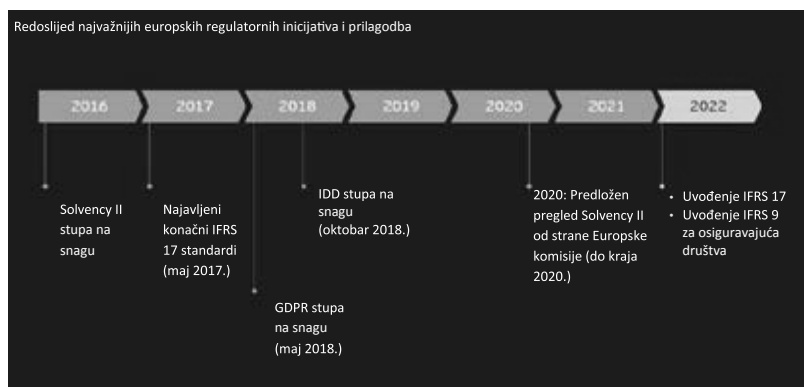 Redoslijed najvažnijih europskih regulatornih inicijativa i prilagodba
2016 2017 2018 2019 2020 2021 2022
Solvency II
stupa na
snagu
Najavljeni
konačni IFRS
17 standardi
(maj 2017.)
GDPR stupa
na snagu
(maj 2018.)
IDD stupa na
snagu
(oktobar 2018.)
2020: Predložen
pregled Solvency II
od strane Europske
komisije (do kraja
2020.)
• Uvođenje IFRS 17
• Uvođenje IFRS 9
za osiguravajuća
društva